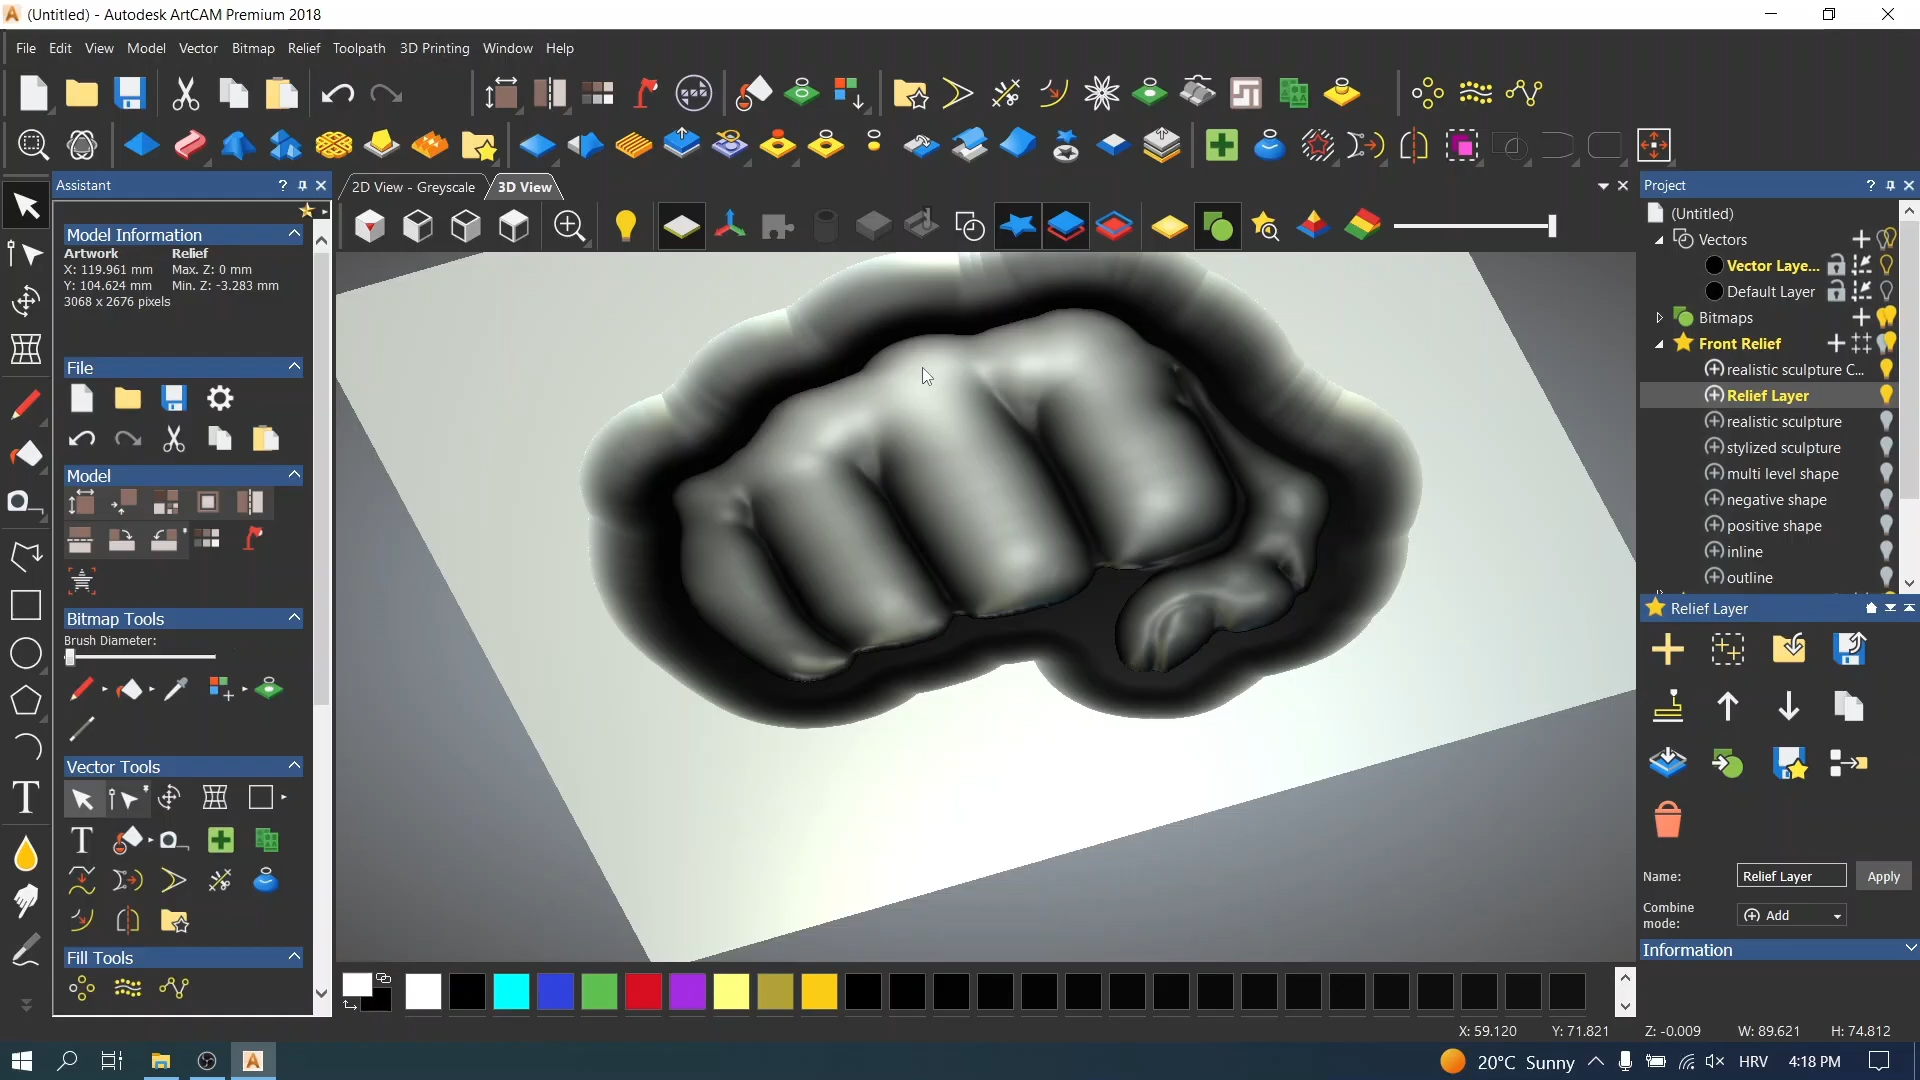 (Untitled) - Autodesk ArtCAM Premium 2018
File Edit View Model Vector Bitmap Relief Toolpath 3D Printing Window Help
Assistant
2D View - Greyscale
3D View
Project
Model Information
Artwork Relief
X: 119.961 mm Max. Z: 0 mm
Y: 104.624 mm Min. Z: -3.283 mm
3068 x 2676 pixels
File
Model
Bitmap Tools
Brush Diameter:
Vector Tools
Fill Tools
(Untitled)
Vectors
Vector Laye...
Default Layer
Bitmaps
Front Relief
realistic sculpture C...
Relief Layer
realistic sculpture
stylized sculpture
multi level shape
negative shape
positive shape
inline
outline
Relief Layer
Name: Relief Layer Apply
Combine mode: Add
Information
X: 59.120 Y: 71.821 Z: -0.009 W: 89.621 H: 74.812
20°C Sunny HRV 4:18 PM